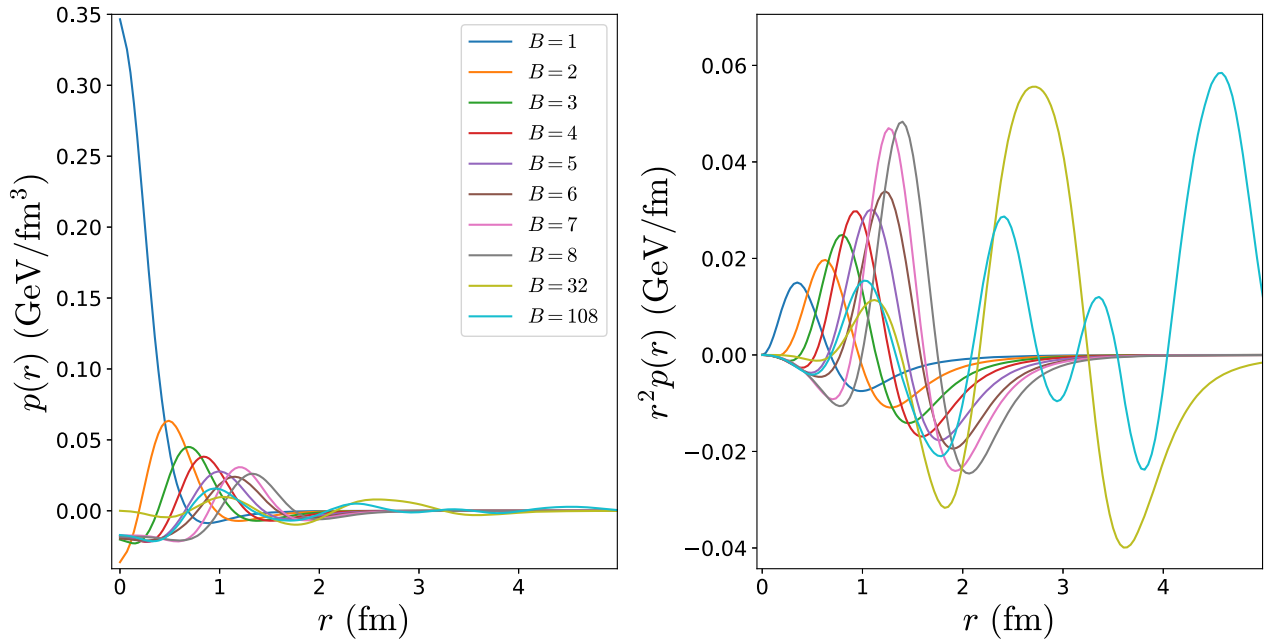 0.35
0.30
0.25
0.20
0.15
0.10
0.05
0.00
p(r) (GeV/fm³)
0 1 2 3 4
r (fm)
B = 1
B = 2
B = 3
B = 4
B = 5
B = 6
B = 7
B = 8
B = 32
B = 108
0.06
0.04
0.02
0.00
−0.02
−0.04
r²p(r) (GeV/fm)
0 1 2 3 4
r (fm)